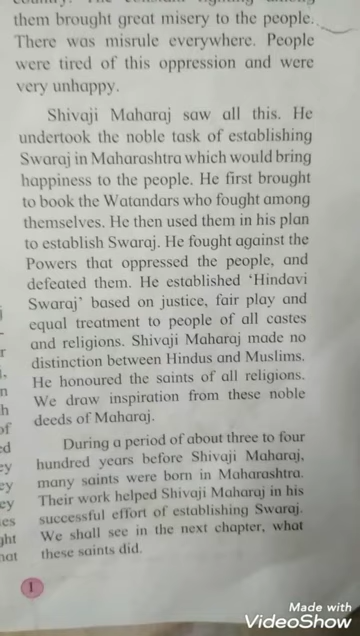 them brought great misery to the people.
There was misrule everywhere. People
were tired of this oppression and were
very unhappy.
Shivaji Maharaj saw all this. He
undertook the noble task of establishing
Swaraj in Maharashtra which would bring
happiness to the people. He first brought
to book the Watandars who fought among
themselves. He then used them in his plan
to establish Swaraj. He fought against the
Powers that oppressed the people, and
defeated them. He established ‘Hindavi
Swaraj’ based on justice, fair play and
equal treatment to people of all castes
and religions. Shivaji Maharaj made no
distinction between Hindus and Muslims.
He honoured the saints of all religions.
We draw inspiration from these noble
deeds of Maharaj.
During a period of about three to four
hundred years before Shivaji Maharaj,
many saints were born in Maharashtra.
Their work helped Shivaji Maharaj in his
successful effort of establishing Swaraj.
We shall see in the next chapter, what
these saints did.
1
Made with
VideoShow